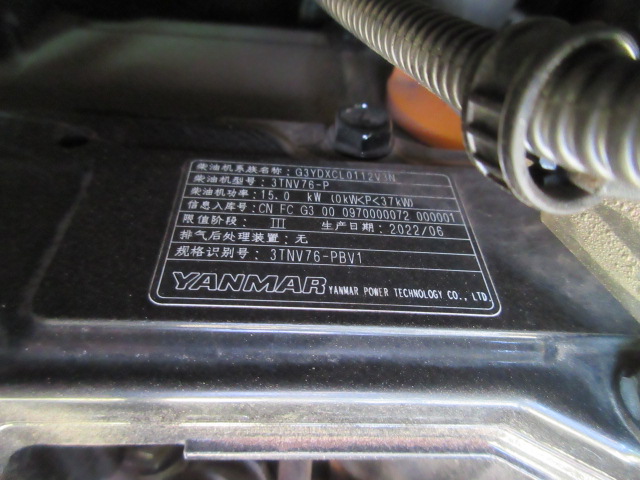 柴油机系族名称: G3YDXCL0112V3N
柴油机型号: 3TNV76-P
柴油机功率: 15.0 kW (0kW<P<37kW)
信息入库号: CN FC G3 00 0970000072 000001
限值阶段: III 生产日期: 2022/06
排气后处理装置: 无
规格识别号: 3TNV76-PBV1
YANMAR YANMAR POWER TECHNOLOGY CO., LTD.